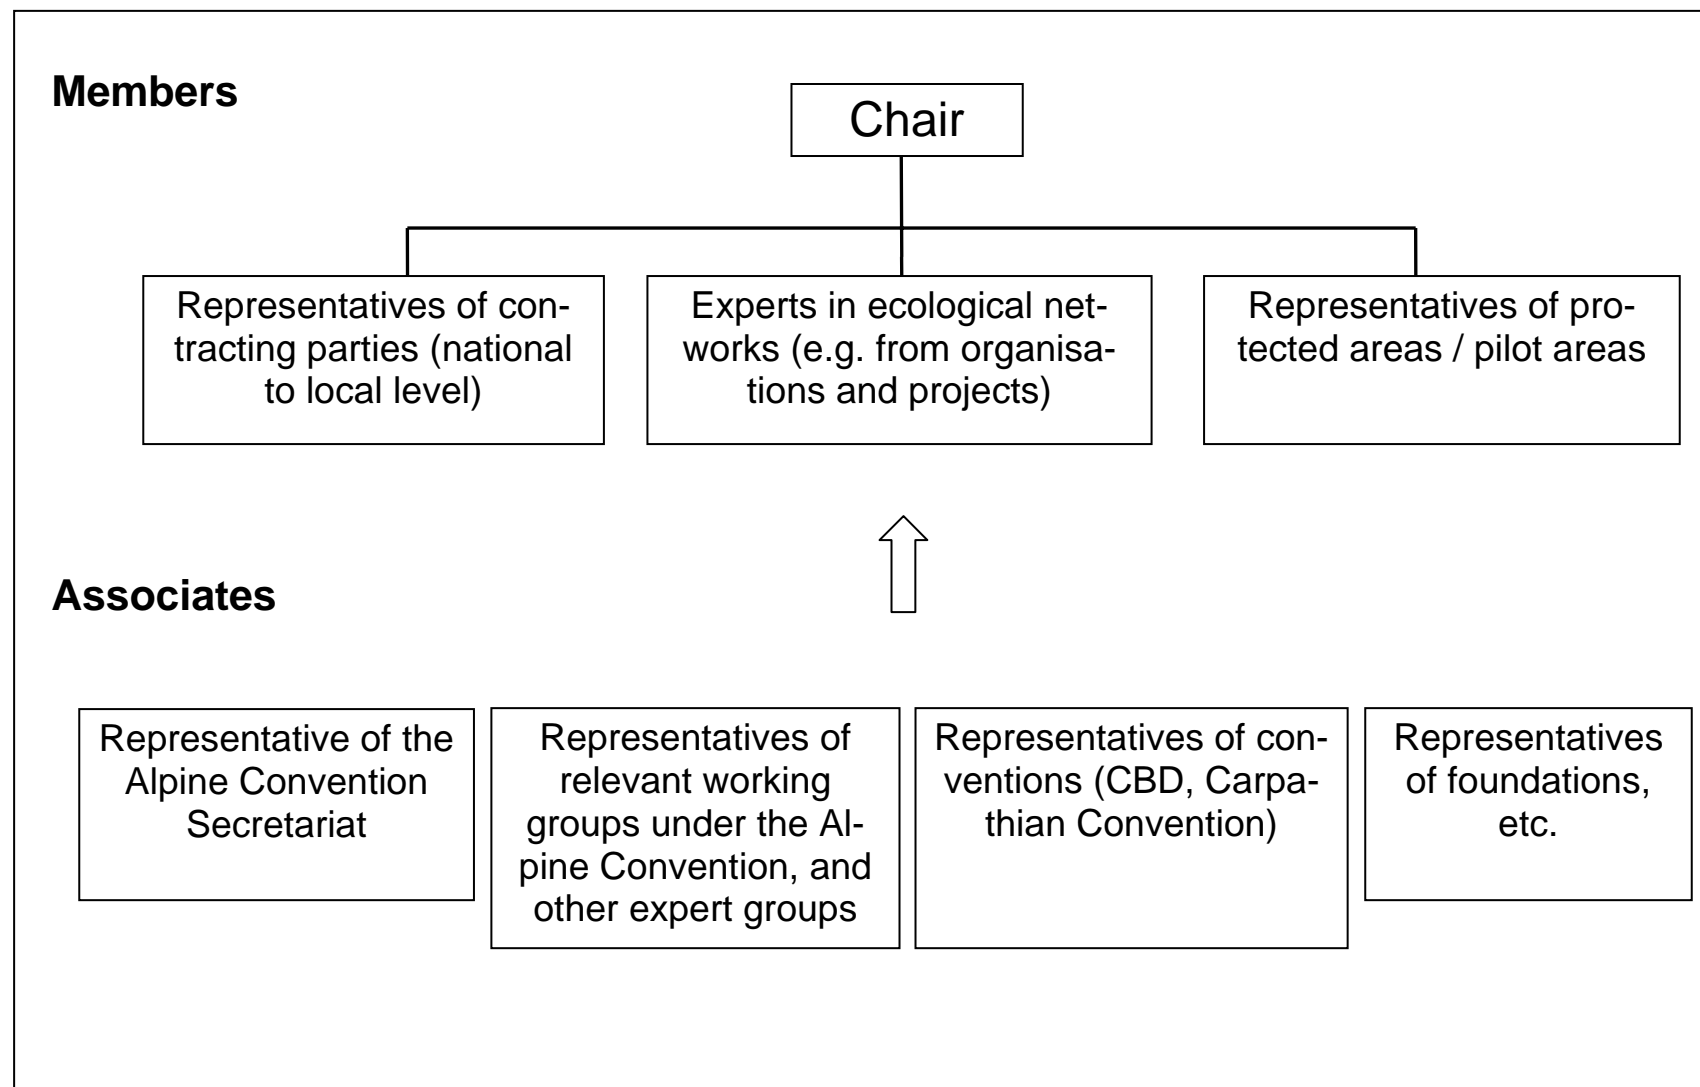 Members
Chair
Representatives of con-
tracting parties (national
to local level)
Experts in ecological net-
works (e.g. from organisa-
tions and projects)
Representatives of pro-
tected areas / pilot areas
Associates
Representative of the
Alpine Convention
Secretariat
Representatives of
relevant working
groups under the Al-
pine Convention, and
other expert groups
Representatives of con-
ventions (CBD, Carpa-
thian Convention)
Representatives
of foundations,
etc.